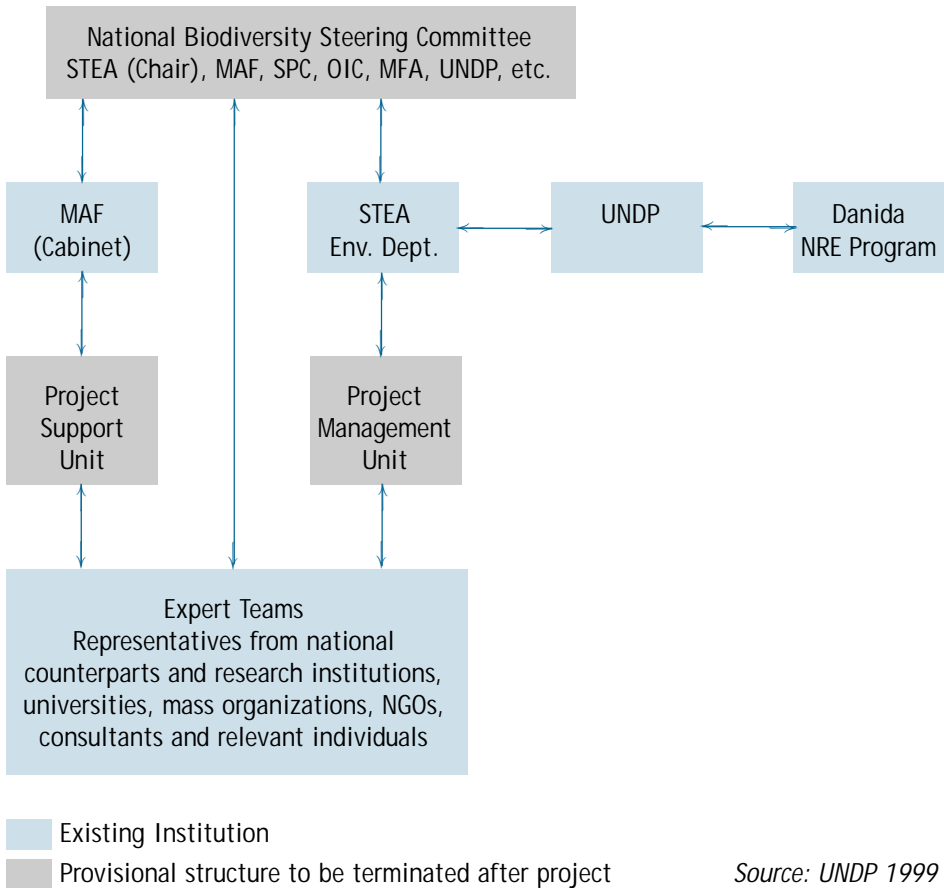 National Biodiversity Steering Committee
STEA (Chair), MAF, SPC, OIC, MFA, UNDP, etc.
MAF
(Cabinet)
STEA
Env. Dept.
UNDP
Danida
NRE Program
Project
Support
Unit
Project
Management
Unit
Expert Teams
Representatives from national
counterparts and research institutions,
universities, mass organizations, NGOs,
consultants and relevant individuals
Existing Institution
Provisional structure to be terminated after project
Source: UNDP 1999